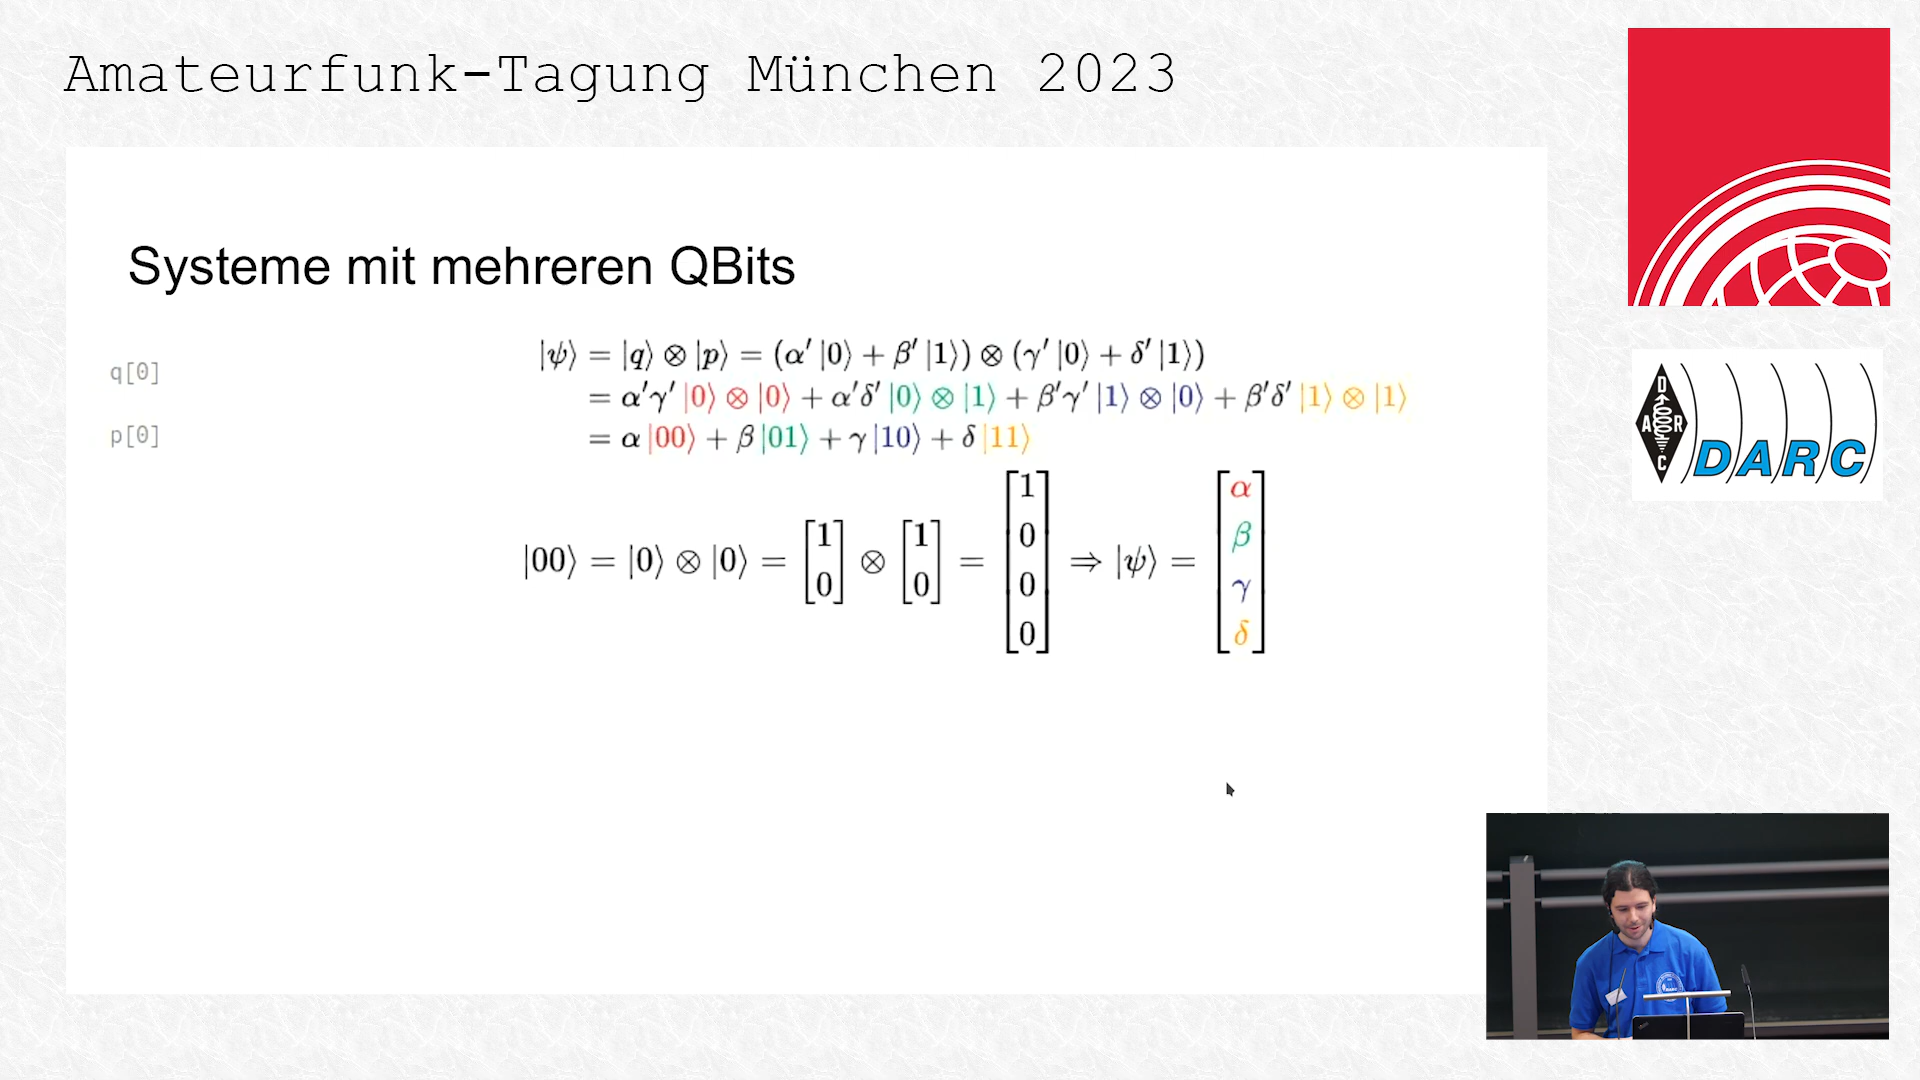 Amateurfunk-Tagung München 2023
Systeme mit mehreren QBits
q[0]
p[0]
|ψ⟩ = |q⟩ ⊗ |p⟩ = (α′ |0⟩ + β′ |1⟩) ⊗ (γ′ |0⟩ + δ′ |1⟩)
= α′γ′ |0⟩ ⊗ |0⟩ + α′δ′ |0⟩ ⊗ |1⟩ + β′γ′ |1⟩ ⊗ |0⟩ + β′δ′ |1⟩ ⊗ |1⟩
= α |00⟩ + β |01⟩ + γ |10⟩ + δ |11⟩
|00⟩ = |0⟩ ⊗ |0⟩ = [1 0] ⊗ [1 0] = [1 0 0 0] ⇒ |ψ⟩ = [α β γ δ]
D
A R
C
DARC
DARC